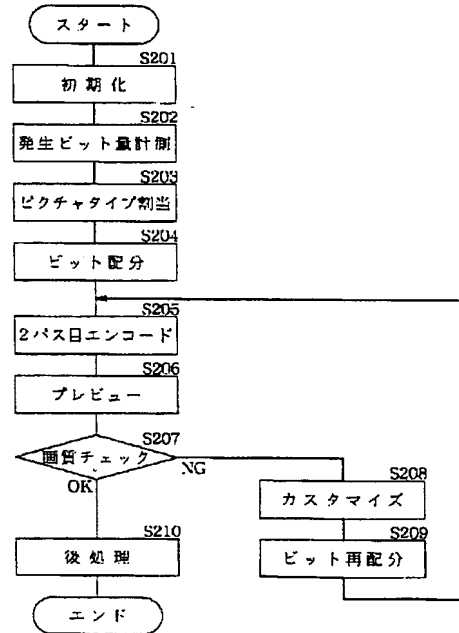 スタート
S201
初期化
S202
発生ビット量計測
S203
ピクチャタイプ割当
S204
ビット配分
S205
2パス目エンコード
S206
プレビュー
S207
画質チェック
NG
OK
S208
カスタマイズ
S209
ビット再配分
S210
後処理
エンド